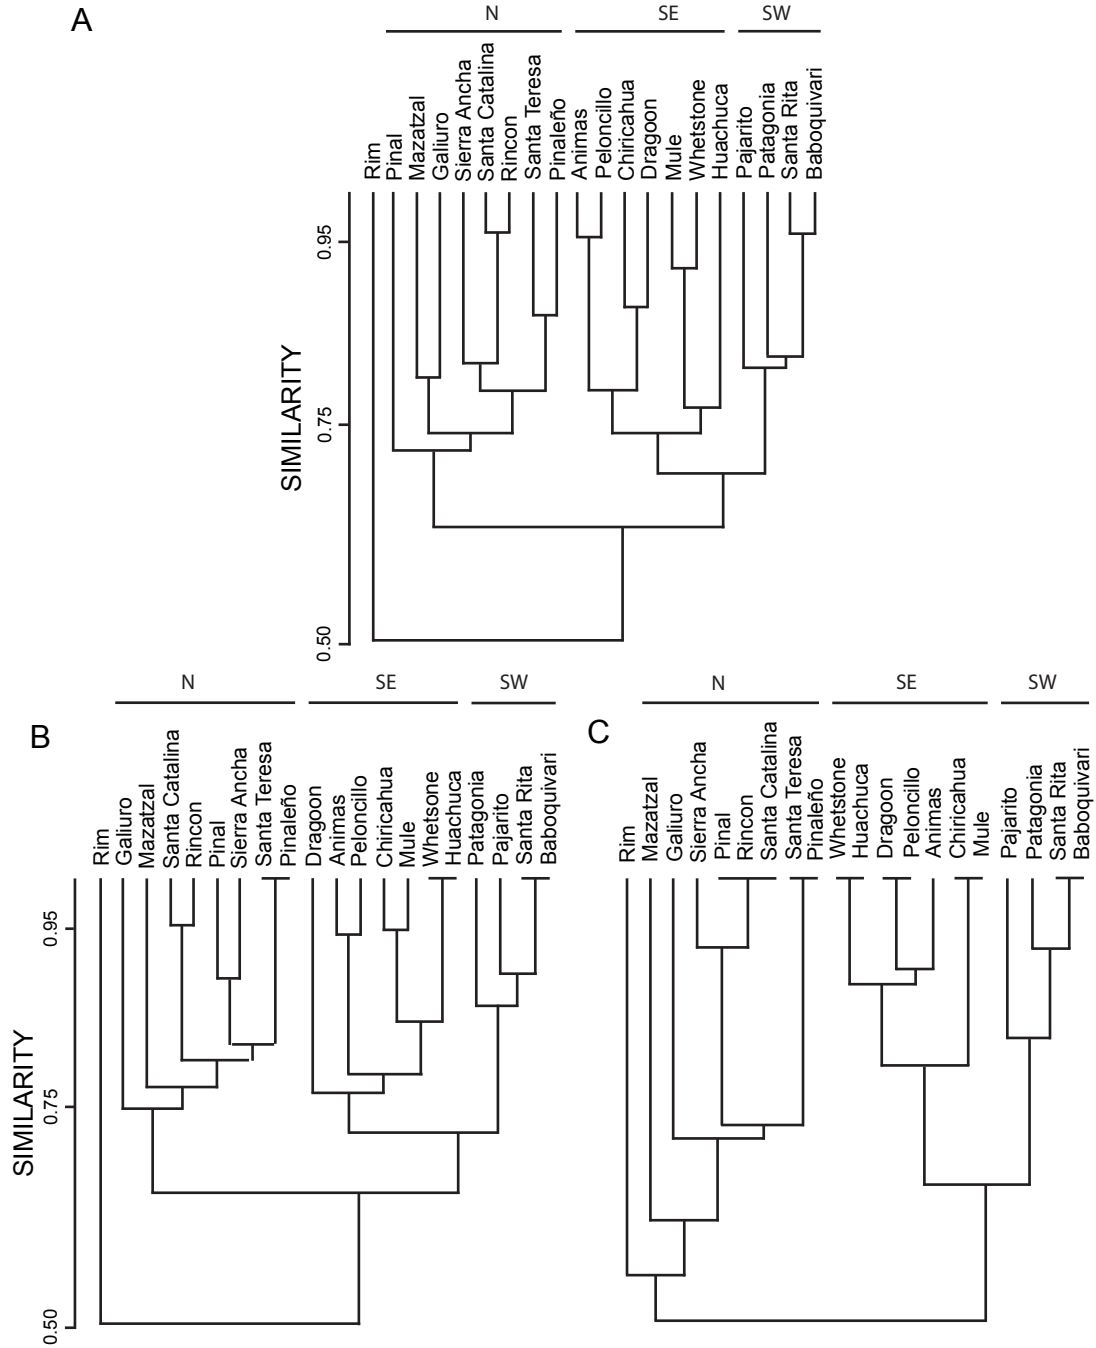 A
N SE SW
Rim
Pinal
Mazatzal
Galiuro
Sierra Ancha
Santa Catalina
Rincon
Santa Teresa
Pinaleño
Animas
Peloncillo
Chiricahua
Dragoon
Mule
Whetstone
Huachuca
Pajarito
Patagonia
Santa Rita
Baboquivari
SIMILARITY
0.95
0.75
0.50
B
N SE SW
Rim
Galiuro
Mazatzal
Santa Catalina
Rincon
Pinal
Sierra Ancha
Santa Teresa
Pinaleño
Dragoon
Animas
Peloncillo
Chiricahua
Mule
Whetsone
Huachuca
Patagonia
Pajarito
Santa Rita
Baboquivari
SIMILARITY
0.95
0.75
0.50
C
N SE SW
Rim
Mazatzal
Galiuro
Sierra Ancha
Pinal
Rincon
Santa Catalina
Santa Teresa
Pinaleño
Whetstone
Huachuca
Dragoon
Peloncillo
Animas
Chiricahua
Mule
Pajarito
Patagonia
Santa Rita
Baboquivari